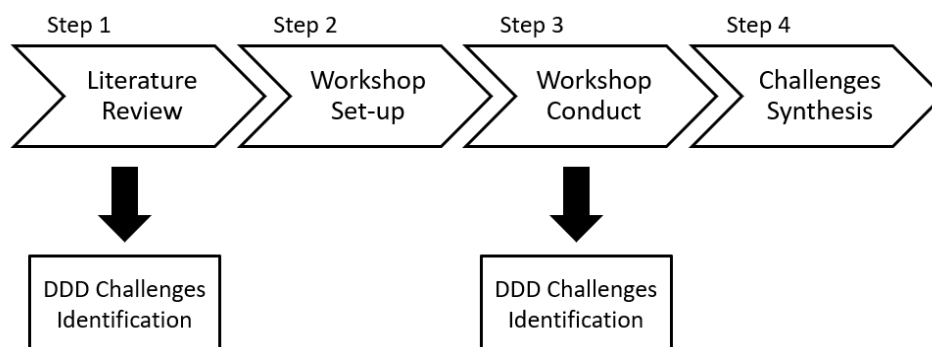 Step 1
Step 2
Step 3
Step 4
Literature
Review
Workshop
Set-up
Workshop
Conduct
Challenges
Synthesis
DDD Challenges
Identification
DDD Challenges
Identification